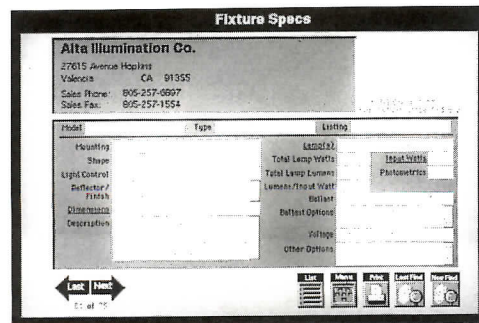 Fixture Specs
Alta Illumination Co.
27615 Avenue Hopkins
Valencia CA 91355
Sales Phone: 805-257-6897
Sales Fax: 805-257-1554
Model Type Listing
Mounting
Shape
Light Control
Reflector / Finish
Dimensions
Description
Lamp(s)
Total Lamp Watts Input Watts
Total Lamp Lumens Photometrics
Lumens/Input Watt
Ballast
Ballast Options
Voltage
Other Options
Last Next
of
List Menu Print Last Find New Find